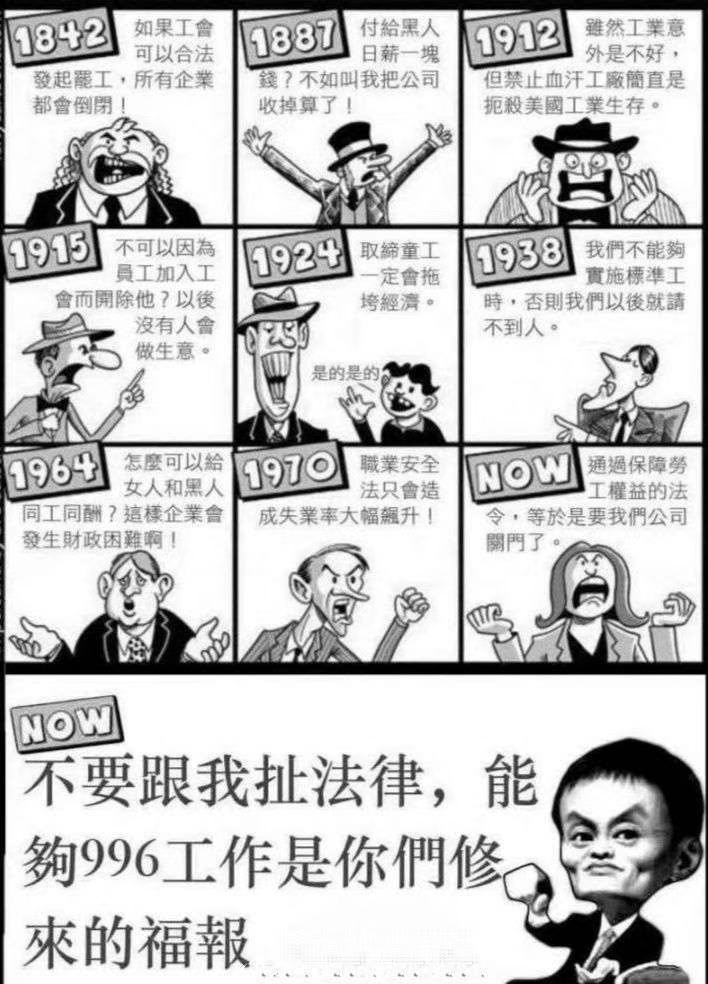 1842
如果工會
可以合法
發起罷工，所有企業
都會倒閉！
1887
付給黑人
日薪一塊
錢？不如叫我把公司
收掉算了！
1912
雖然工業意
外是不好，
但禁止血汗工廠簡直是
扼殺美國工業生存。
1915
不可以因為
員工加入工
會而開除他？以後
沒有人會
做生意。
1924
取締童工
一定會拖
垮經濟。
是的是的
1938
我們不能夠
實施標準工
時，否則我們以後就請
不到人。
1964
怎麼可以給
女人和黑人
同工同酬？這樣企業會
發生財政困難啊！
1970
職業安全
法只會造
成失業率大幅飆升！
NOW
通過保障勞
工權益的法
令，等於是要我們公司
關門了。
NOW
不要跟我扯法律，能
夠996工作是你們修
來的福報